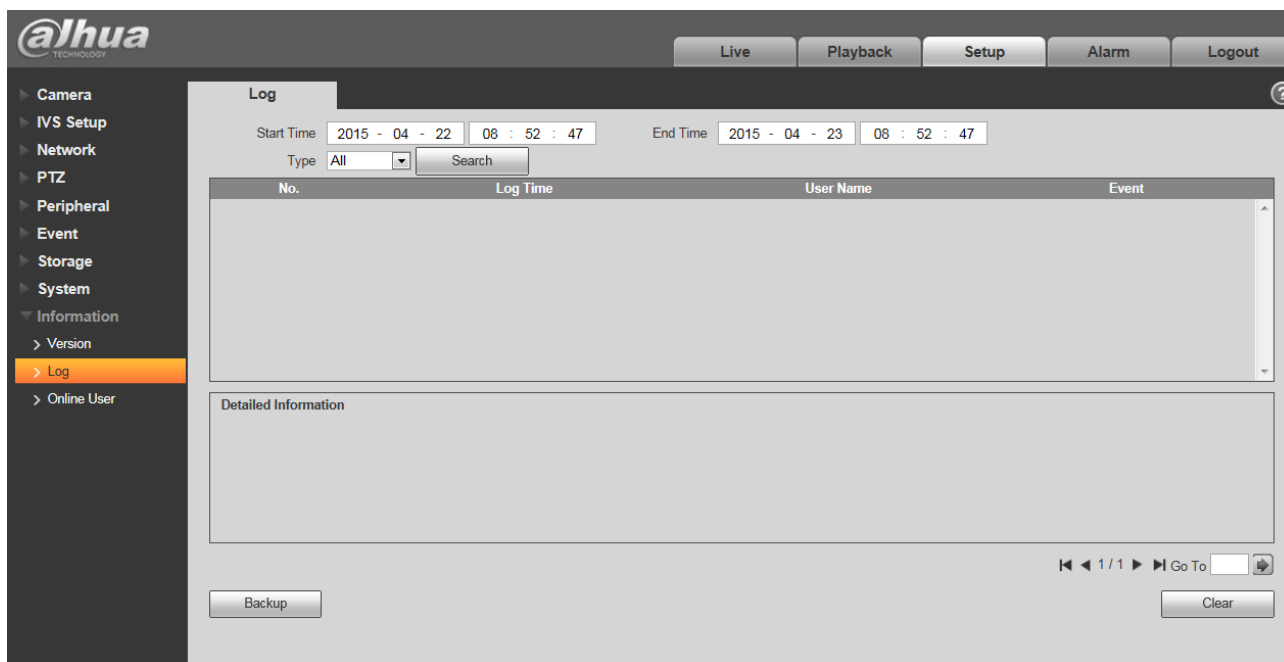 alhua
TECHNOLOGY
Live Playback Setup Alarm Logout
Camera
IVS Setup
Network
PTZ
Peripheral
Event
Storage
System
Information
Version
Log
Online User
Log ?
Start Time 2015 - 04 - 22 08 : 52 : 47 End Time 2015 - 04 - 23 08 : 52 : 47
Type All Search
No. Log Time User Name Event
Detailed Information
1 / 1 Go To
Backup Clear